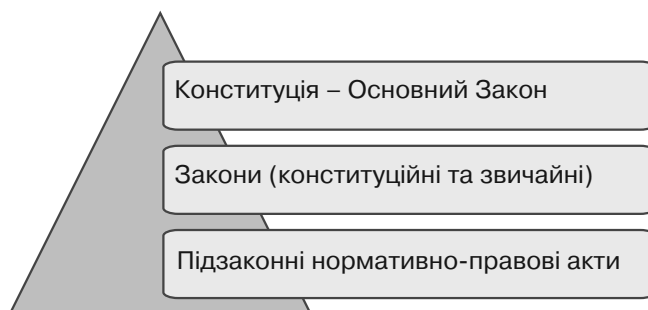 Конституція – Основний Закон
Закони (конституційні та звичайні)
Підзаконні нормативно-правові акти